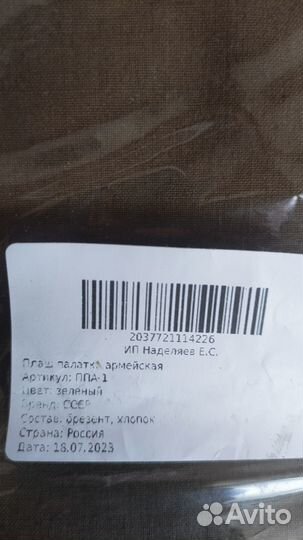 2037721114226
ИП Наделяев Е.С.
Плащ палатка армейская
Артикул: ППА-1
Цвет: зеленый
Бренд: СССР
Состав: брезент, хлопок
Страна: Россия
Дата: 18.07.2023
Avito